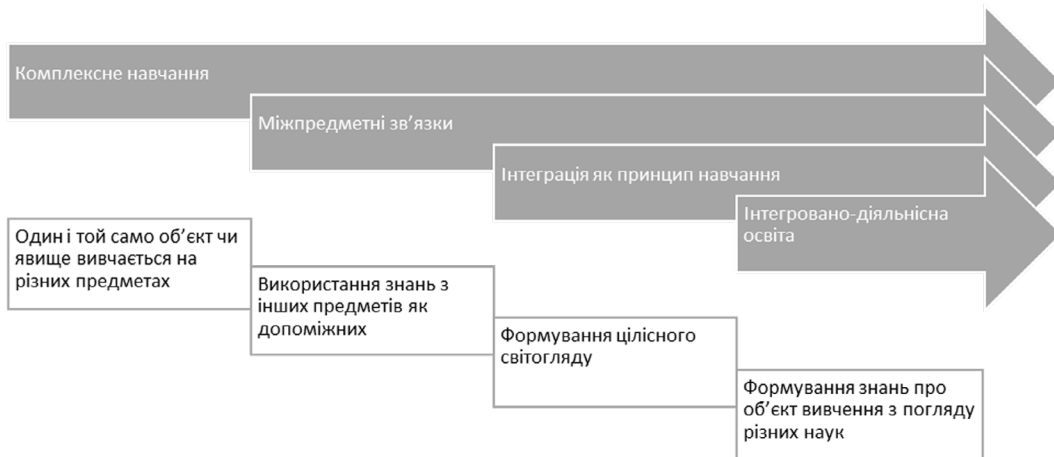 Комплексне навчання
Міжпредметні зв’язки
Інтеграція як принцип навчання
Інтегровано-діяльнісна
освіта
Один і той само об’єкт чи
явище вивчається на
різних предметах
Використання знань з
інших предметів як
допоміжних
Формування цілісного
світогляду
Формування знань про
об’єкт вивчення з погляду
різних наук